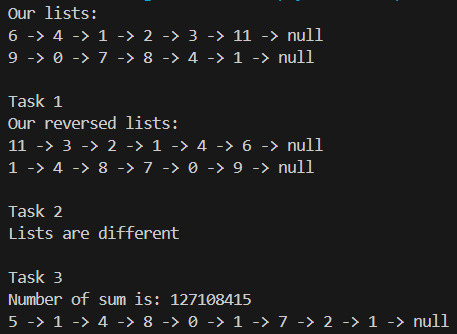 Our lists:
6 -> 4 -> 1 -> 2 -> 3 -> 11 -> null
9 -> 0 -> 7 -> 8 -> 4 -> 1 -> null
Task 1
Our reversed lists:
11 -> 3 -> 2 -> 1 -> 4 -> 6 -> null
1 -> 4 -> 8 -> 7 -> 0 -> 9 -> null
Task 2
Lists are different
Task 3
Number of sum is: 127108415
5 -> 1 -> 4 -> 8 -> 0 -> 1 -> 7 -> 2 -> 1 -> null